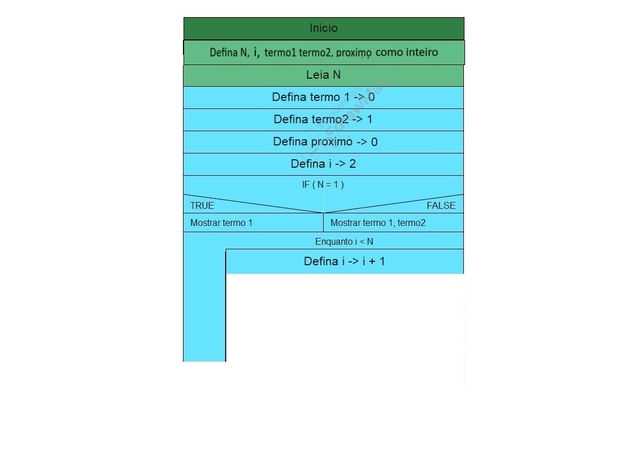 Inicio
Defina N, i, termo1 termo2, proximo como inteiro
Leia N
Defina termo 1 -> 0
Defina termo2 -> 1
Defina proximo -> 0
Defina i -> 2
IF ( N = 1 )
TRUE FALSE
Mostrar termo 1 Mostrar termo 1, termo2
Enquanto i < N
Defina i -> i + 1